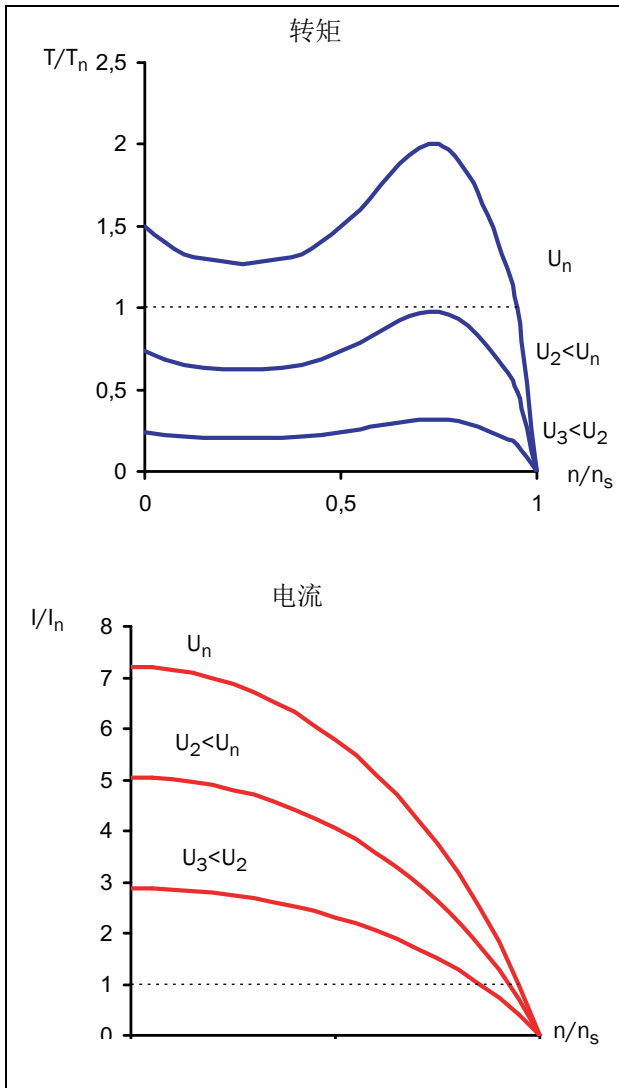 转矩
T/Tn 2,5
2
1,5
Un
1
U2<Un
0,5
U3<U2
0
n/ns
0 0,5 1
电流
I/In 8
Un
7
6
U2<Un
5
4
U3<U2
3
2
1
0 n/ns